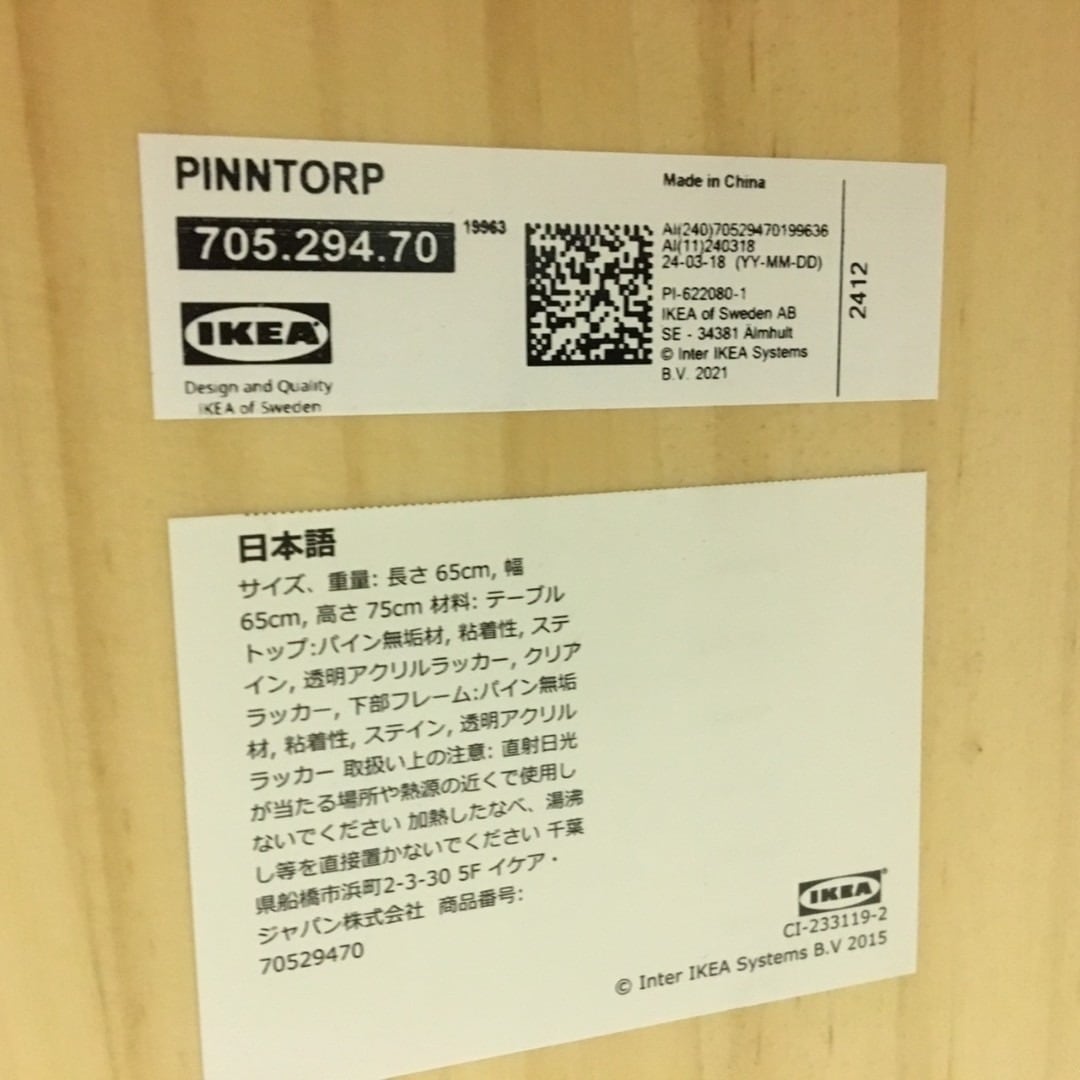 PINNTORP
705.294.70
19963
IKEA®
Design and Quality
IKEA of Sweden
Made in China
AI(240)70529470199636
AI(11)240318
24-03-18 (YY-MM-DD)
PI-622080-1
IKEA of Sweden AB
SE - 34381 Älmhult
© Inter IKEA Systems
B.V. 2021
2412
日本語
サイズ、重量: 長さ 65cm, 幅
65cm, 高さ 75cm 材料: テーブル
トップ:パイン無垢材, 粘着性, ステ
イン, 透明アクリルラッカー, クリア
ラッカー, 下部フレーム:パイン無垢
材, 粘着性, ステイン, 透明アクリル
ラッカー 取扱い上の注意: 直射日光
が当たる場所や熱源の近くで使用し
ないでください 加熱したなべ、湯沸
し等を直接置かないでください 千葉
県船橋市浜町2-3-30 5F イケア・
ジャパン株式会社 商品番号:
70529470
IKEA®
CI-233119-2
© Inter IKEA Systems B.V 2015